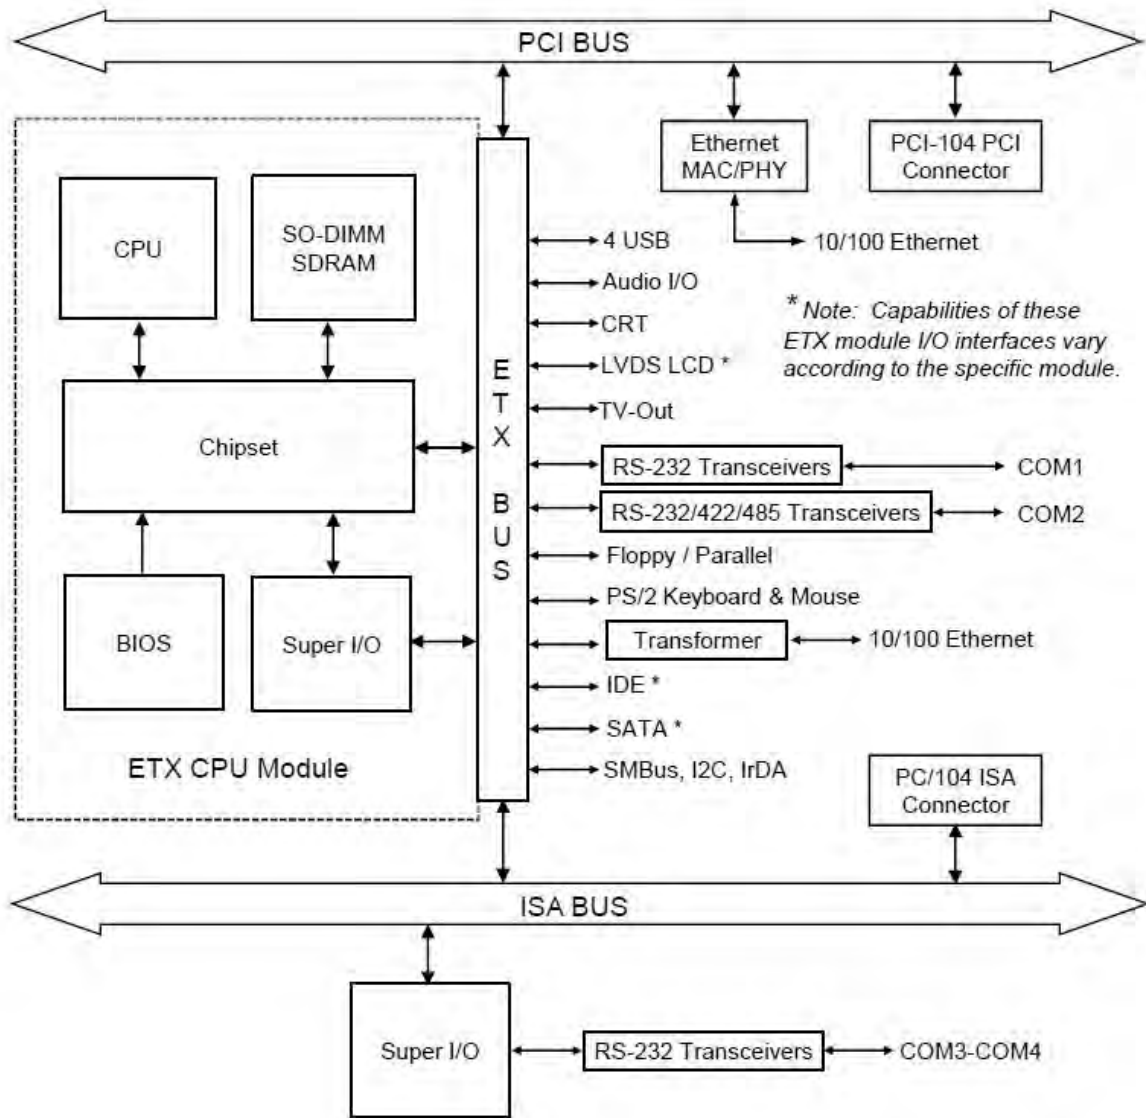 PCI BUS
Ethernet
MAC/PHY
PCI-104 PCI
Connector
CPU
SO-DIMM
SDRAM
4 USB
10/100 Ethernet
Audio I/O
* Note: Capabilities of these
ETX module I/O interfaces vary
according to the specific module.
CRT
LVDS LCD *
TV-Out
ETX BUS
Chipset
RS-232 Transceivers
COM1
RS-232/422/485 Transceivers
COM2
Floppy / Parallel
PS/2 Keyboard & Mouse
BIOS
Super I/O
Transformer
10/100 Ethernet
IDE *
SATA *
SMBus, I2C, IrDA
ETX CPU Module
PC/104 ISA
Connector
ISA BUS
Super I/O
RS-232 Transceivers
COM3-COM4